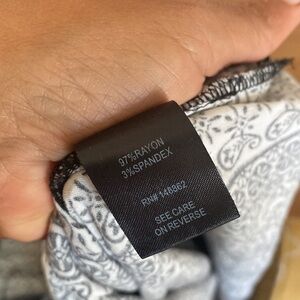 97%RAYON
3%SPANDEX
RN# 148862
SEE CARE
ON REVERSE